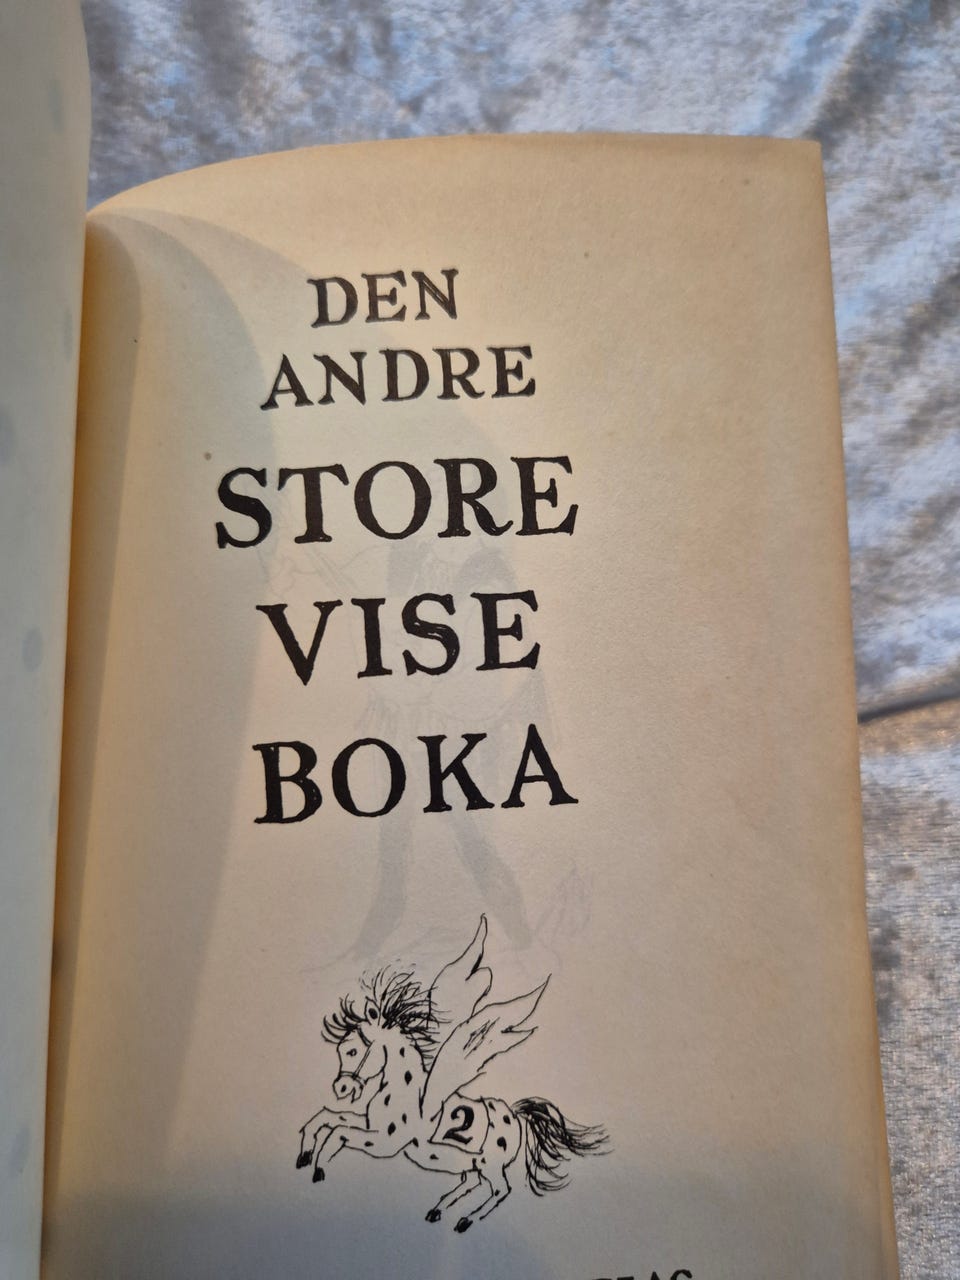 DEN
ANDRE
STORE
VISE
BOKA
2